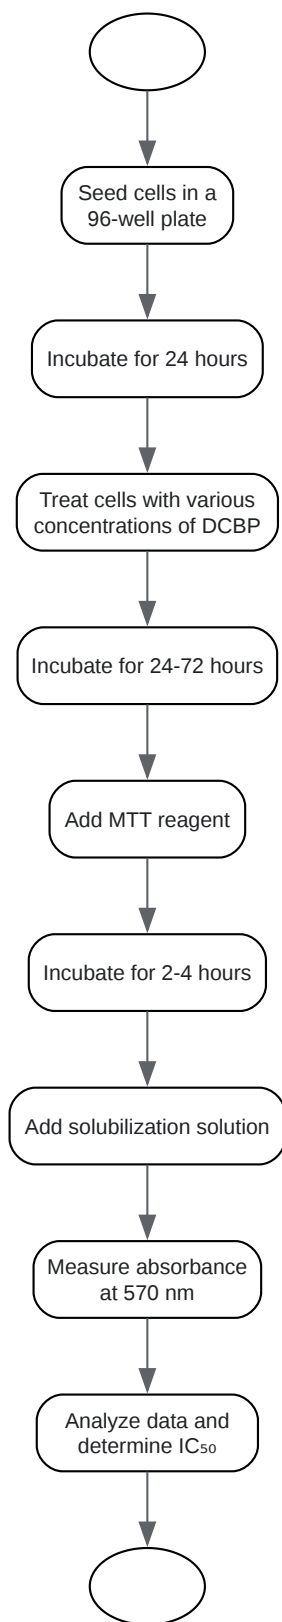 Seed cells in a
96-well plate
Incubate for 24 hours
Treat cells with various
concentrations of DCBP
Incubate for 24-72 hours
Add MTT reagent
Incubate for 2-4 hours
Add solubilization solution
Measure absorbance
at 570 nm
Analyze data and
determine IC₅₀